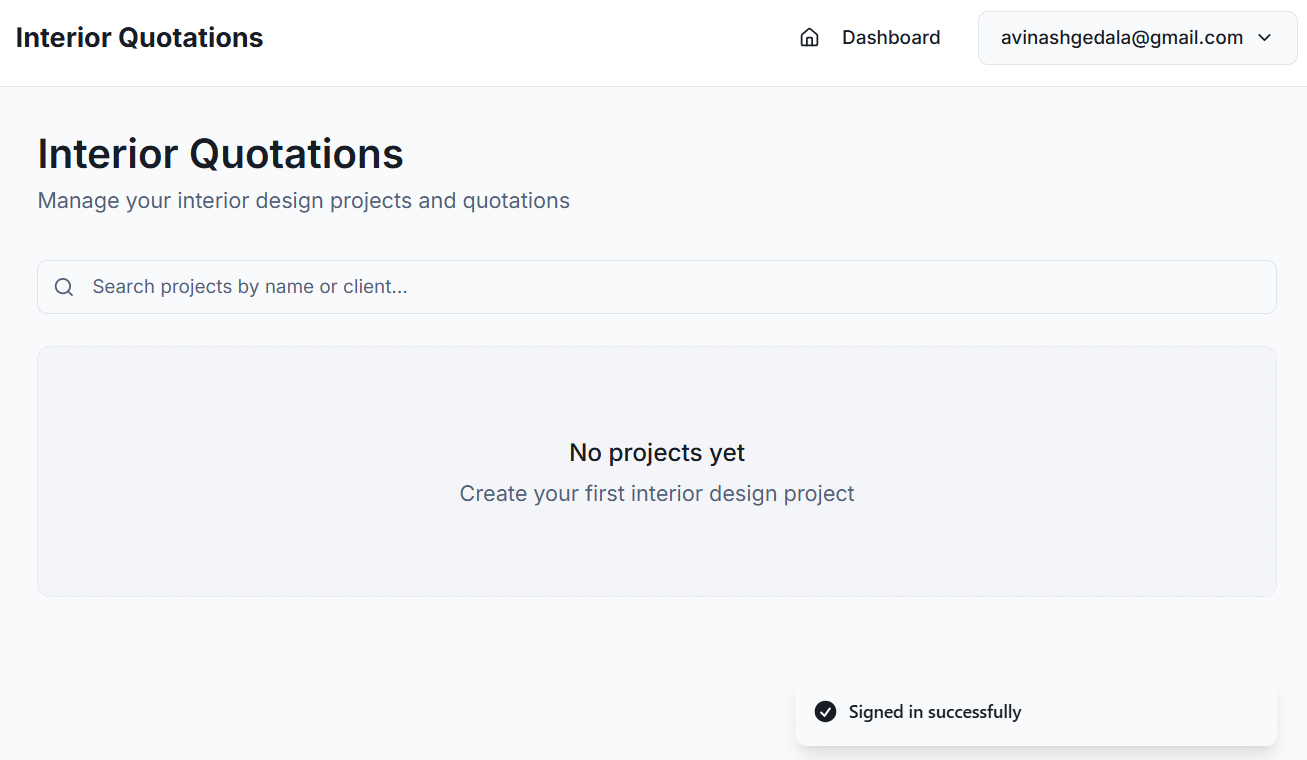 Interior Quotations
Dashboard
avinashgedala@gmail.com
Interior Quotations
Manage your interior design projects and quotations
Search projects by name or client...
No projects yet
Create your first interior design project
Signed in successfully